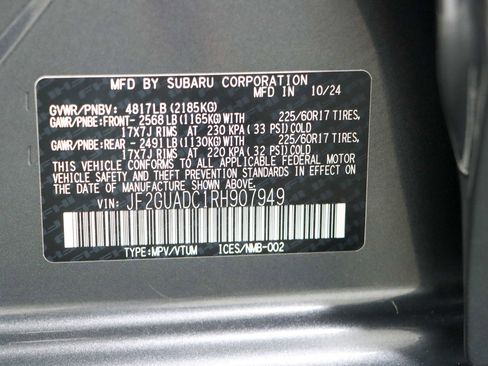 MFD BY SUBARU CORPORATION
MFD IN 10/24
GVWR/PNBV: 4817LB (2185KG)
GAWR/PNBE:FRONT- 2568LB (1165KG)WITH 225/60R17 TIRES,
17X7J RIMS AT 230 KPA (33 PSI) COLD
GAWR/PNBE:REAR - 2491LB (1130KG)WITH 225/60R17 TIRES,
17X7J RIMS AT 220 KPA (32 PSI) COLD
THIS VEHICLE CONFORMS TO ALL APPLICABLE FEDERAL MOTOR
VEHICLE SAFETY, BUMPER, AND THEFT PREVENTION STANDARDS
IN EFFECT ON THE DATE OF MANUFACTURE SHOWN ABOVE.
VIN: JF2GUADC1RH907949
TYPE:MPV/VTUM ICES/NMB-002